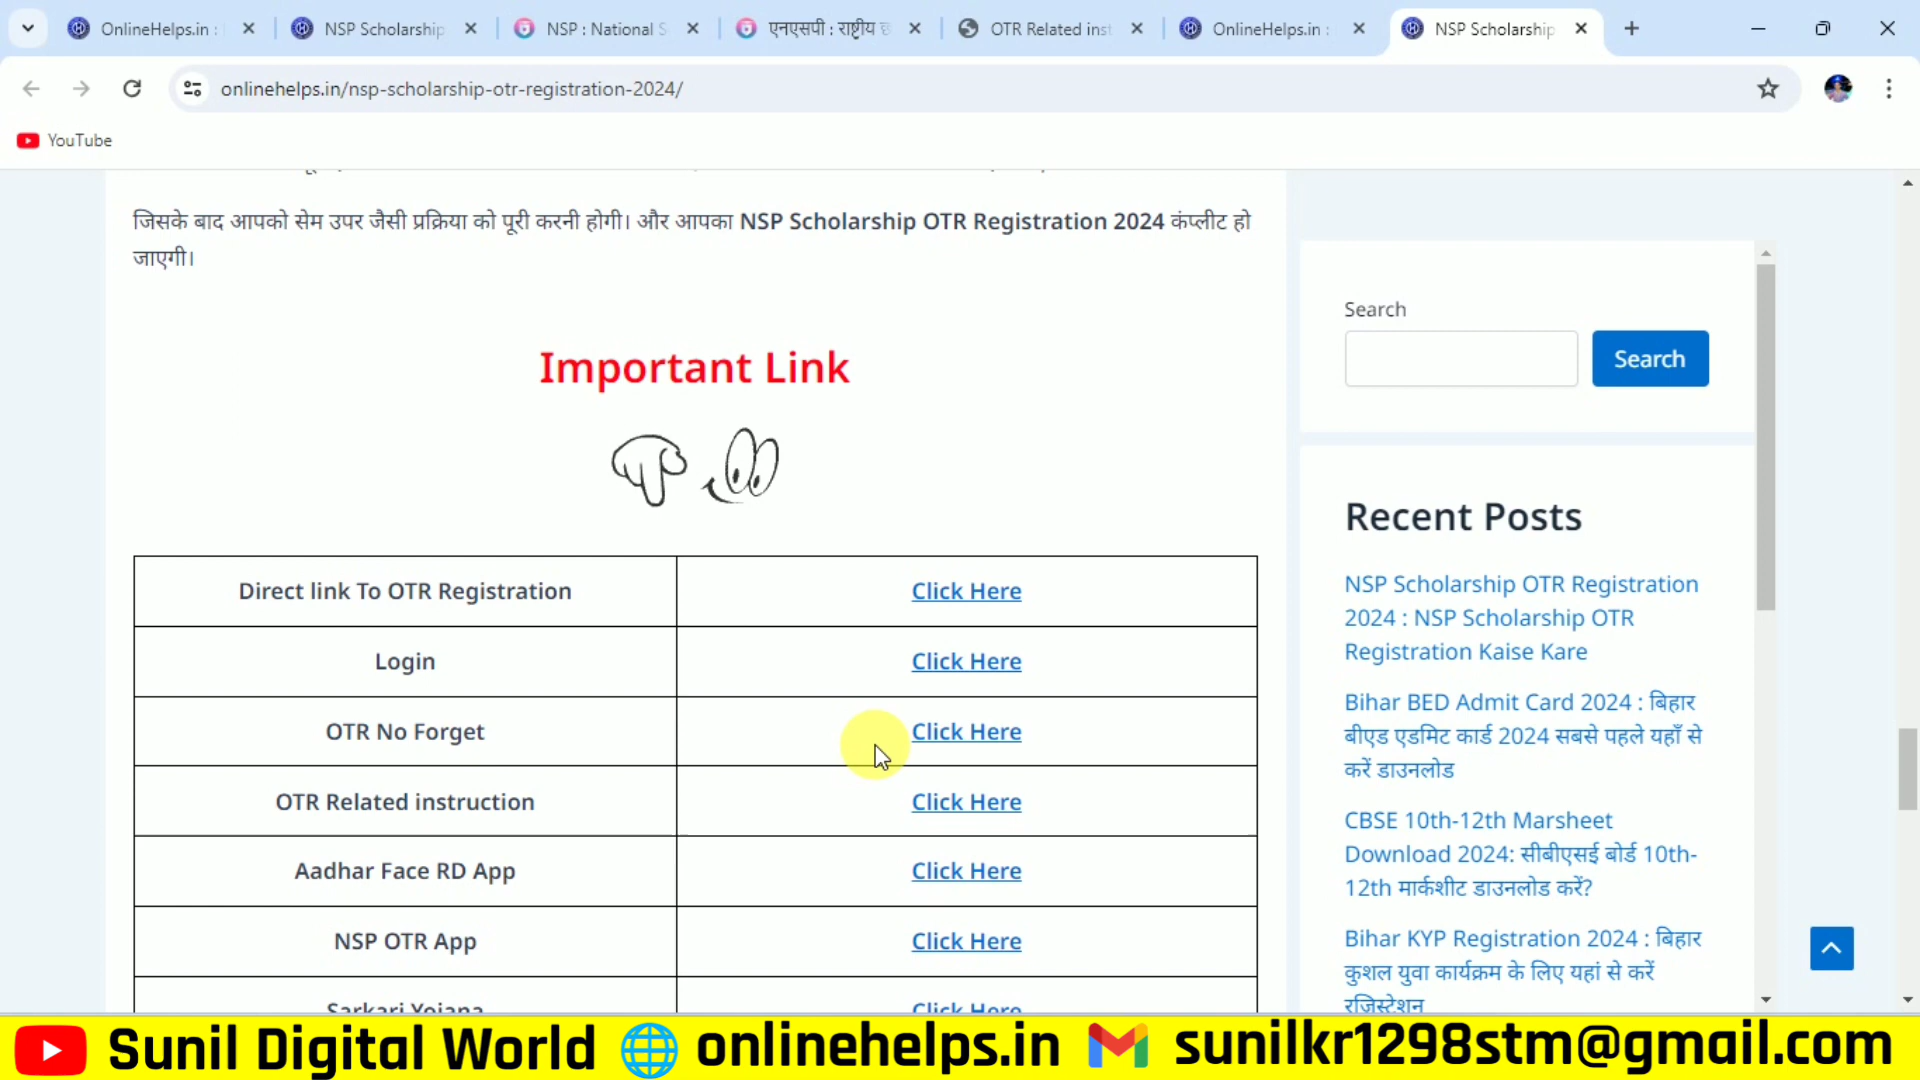 OnlineHelps.in :
NSP Scholarship
NSP : National S
एनएसपी : राष्ट्रीय छ
OTR Related inst
OnlineHelps.in :
NSP Scholarship
onlinehelps.in/nsp-scholarship-otr-registration-2024/
YouTube
जिसके बाद आपको सेम उपर जैसी प्रक्रिया को पूरी करनी होगी। और आपका NSP Scholarship OTR Registration 2024 कंप्लीट हो
जाएगी।
Important Link
Direct link To OTR Registration Click Here
Login Click Here
OTR No Forget Click Here
OTR Related instruction Click Here
Aadhar Face RD App Click Here
NSP OTR App Click Here
Sarkari Yojana Click Here
Search
Search
Recent Posts
NSP Scholarship OTR Registration
2024 : NSP Scholarship OTR
Registration Kaise Kare
Bihar BED Admit Card 2024 : बिहार
बीएड एडमिट कार्ड 2024 सबसे पहले यहाँ से
करें डाउनलोड
CBSE 10th-12th Marsheet
Download 2024: सीबीएसई बोर्ड 10th-
12th मार्कशीट डाउनलोड करें?
Bihar KYP Registration 2024 : बिहार
कुशल युवा कार्यक्रम के लिए यहां से करें
रजिस्ट्रेशन
Sunil Digital World onlinehelps.in sunilkr1298stm@gmail.com